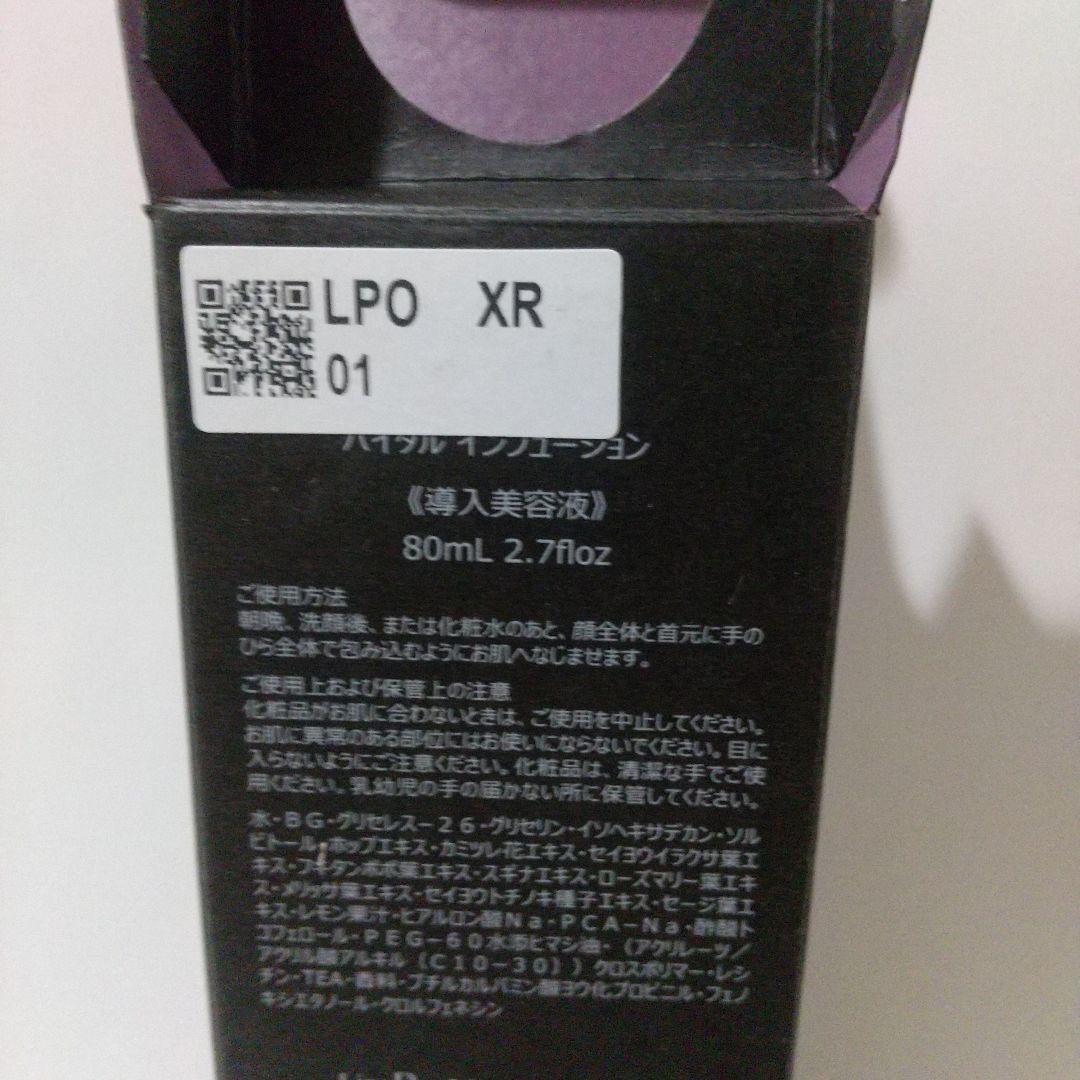 LPO XR
01
バイタル インフュージョン
《導入美容液》
80mL 2.7floz
ご使用方法
朝晩、洗顔後、または化粧水のあと、顔全体と首元に手の
ひら全体で包み込むようにお肌へなじませます。
ご使用上および保管上の注意
化粧品がお肌に合わないときは、ご使用を中止してください。
お肌に異常のある部位にはお使いにならないでください。目に
入らないようにご注意ください。化粧品は、清潔な手でご使
用ください。乳幼児の手の届かない所に保管してください。
水・BG・グリセレス-26・グリセリン・イソヘキサデカン・ソル
ビトール・ホップエキス・カミツレ花エキス・セイヨウイラクサ葉エ
キス・フキタンポポ葉エキス・スギナエキス・ローズマリー葉エキ
ス・メリッサ葉エキス・セイヨウトチノキ種子エキス・セージ葉エ
キス・レモン果汁・ヒアルロン酸Na・PCA-Na・酢酸ト
コフェロール・PEG-60水添ヒマシ油・（アクリレーツ／
アクリル酸アルキル（C10-30））クロスポリマー・レシ
チン・TEA・香料・ブチルカルバミン酸ヨウ化プロピニル・フェノ
キシエタノール・クロルフェネシン